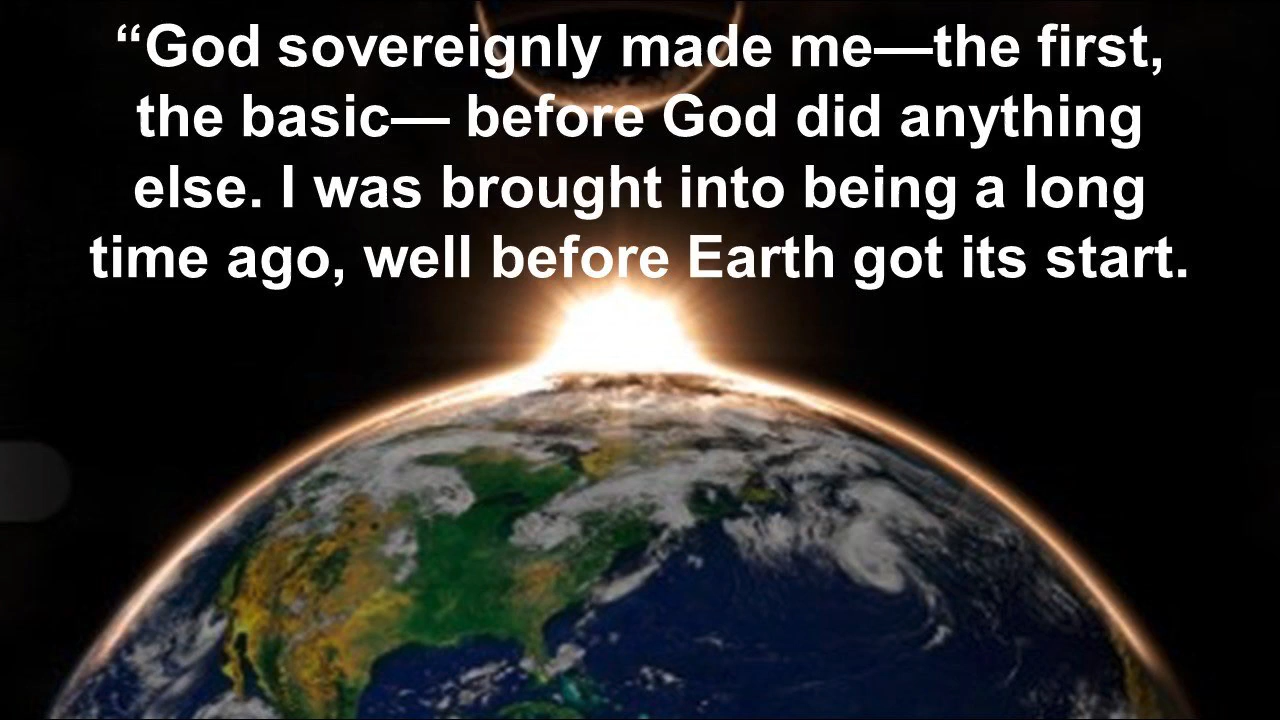 “God sovereignly made me—the first,
the basic— before God did anything
else. I was brought into being a long
time ago, well before Earth got its start.